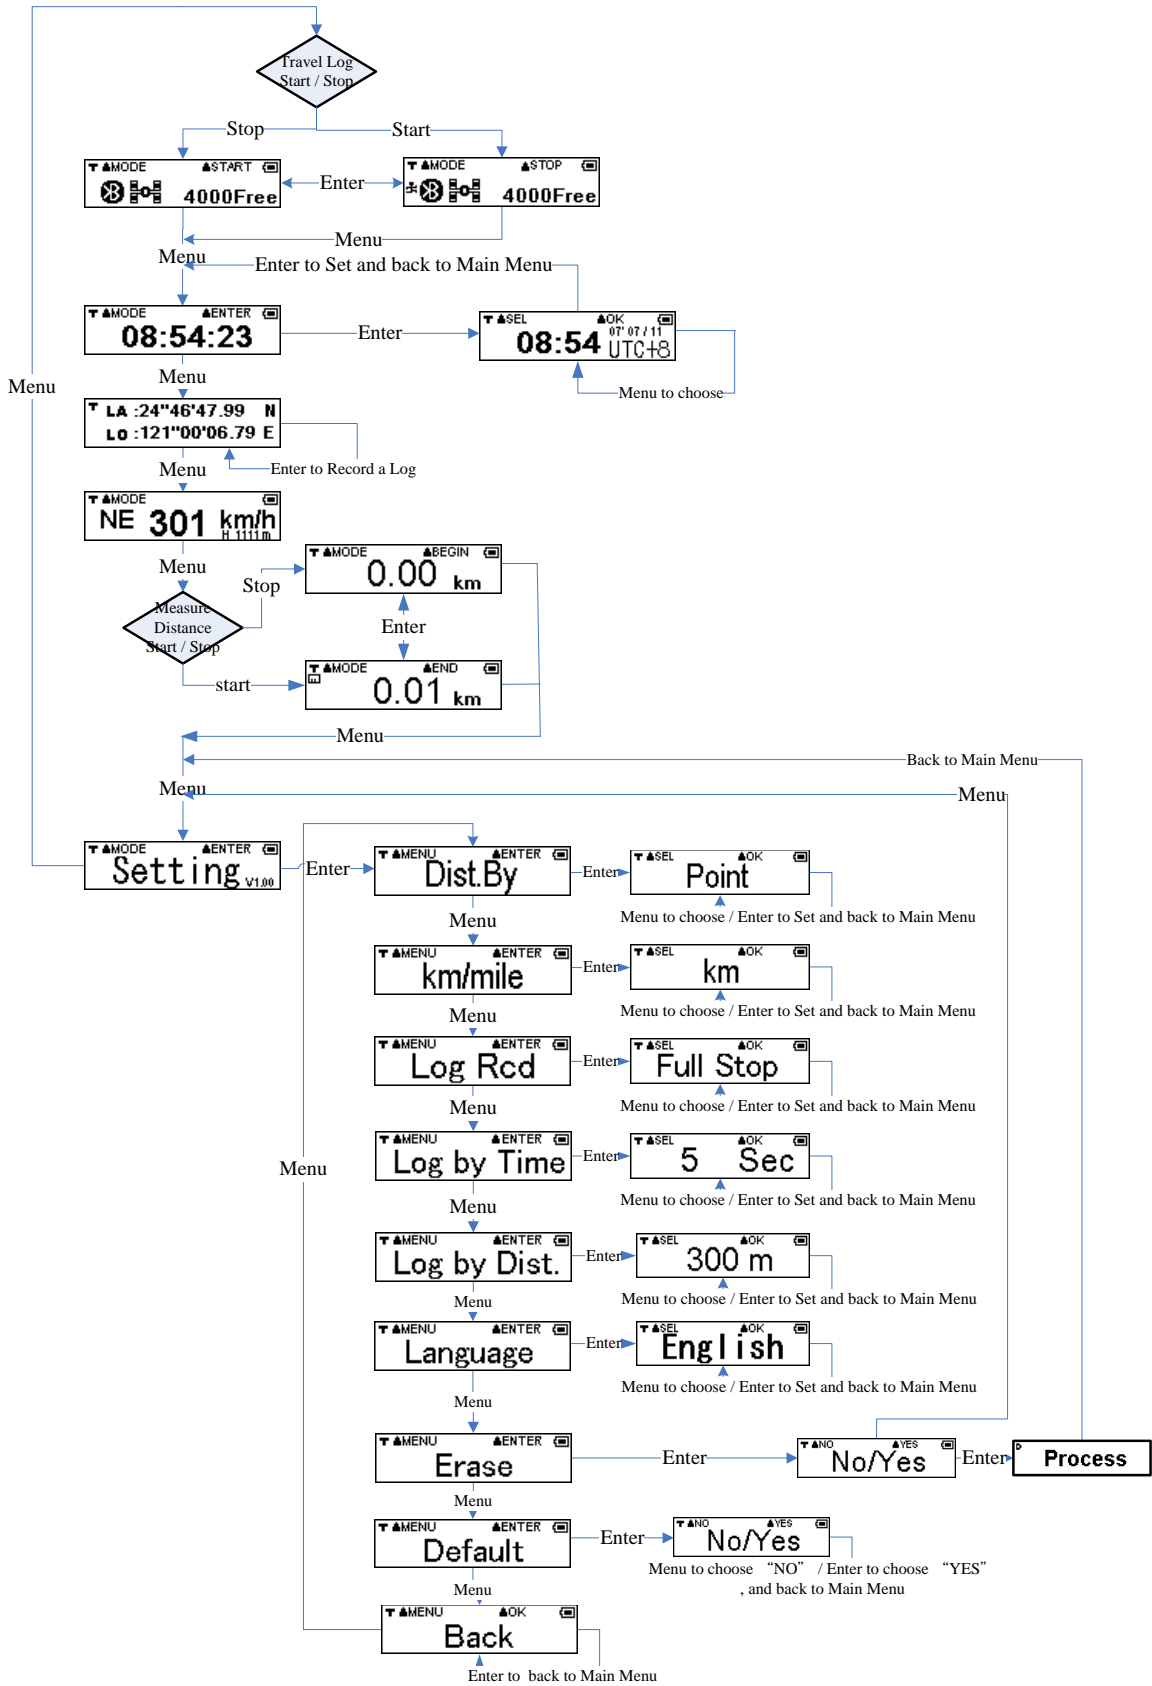 Travel Log
Start / Stop
Stop
Start
MODE START
4000Free
Enter
MODE STOP
4000Free
Menu
Menu
Enter to Set and back to Main Menu
MODE ENTER
08:54:23
Enter
SEL OK
08:54 07' 07 / 11
UTC+8
Menu to choose
Menu
Menu
LA :24"46'47.99 N
LO :121"00'06.79 E
Enter to Record a Log
Menu
MODE
NE 301 km/h
H 1111m
Menu
Measure
Distance
Start / Stop
Stop
MODE BEGIN
0.00 km
Enter
start
MODE END
0.01 km
Menu
Back to Main Menu
Menu
Menu
MODE ENTER
Setting V1.00
Enter
MENU ENTER
Dist.By
Enter
SEL OK
Point
Menu to choose / Enter to Set and back to Main Menu
Menu
MENU ENTER
km/mile
Enter
SEL OK
km
Menu to choose / Enter to Set and back to Main Menu
Menu
MENU ENTER
Log Rcd
Enter
SEL OK
Full Stop
Menu to choose / Enter to Set and back to Main Menu
Menu
MENU ENTER
Log by Time
Enter
SEL OK
5 Sec
Menu to choose / Enter to Set and back to Main Menu
Menu
Menu
MENU ENTER
Log by Dist.
Enter
SEL OK
300 m
Menu to choose / Enter to Set and back to Main Menu
Menu
MENU ENTER
Language
Enter
SEL OK
English
Menu to choose / Enter to Set and back to Main Menu
Menu
MENU ENTER
Erase
Enter
NO YES
No/Yes
Enter
Process
Menu
MENU ENTER
Default
Enter
NO YES
No/Yes
Menu to choose “NO” / Enter to choose “YES”
, and back to Main Menu
Menu
MENU OK
Back
Enter to back to Main Menu